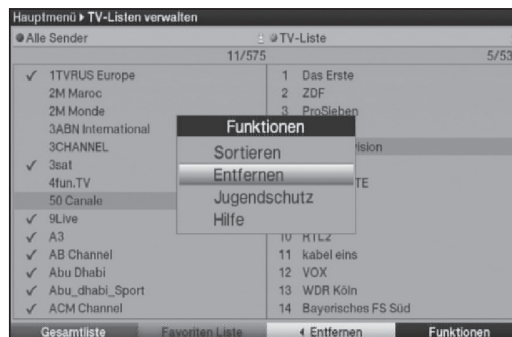 Hauptmenü ▸ TV-Listen verwalten
Alle Sender
TV-Liste
11/575
5/53
✓ 1TVRUS Europe
2M Maroc
2M Monde
3ABN International
3CHANNEL
✓ 3sat
4fun.TV
50 Canale
✓ 9Live
✓ A3
✓ AB Channel
✓ Abu Dhabi
✓ Abu_dhabi_Sport
✓ ACM Channel
1 Das Erste
2 ZDF
3 ProSieben
ision
TE
10 RTL2
11 kabel eins
12 VOX
13 WDR Köln
14 Bayerisches FS Süd
Funktionen
Sortieren
Entfernen
Jugendschutz
Hilfe
Gesamtliste
Favoriten Liste
Entfernen
Funktionen